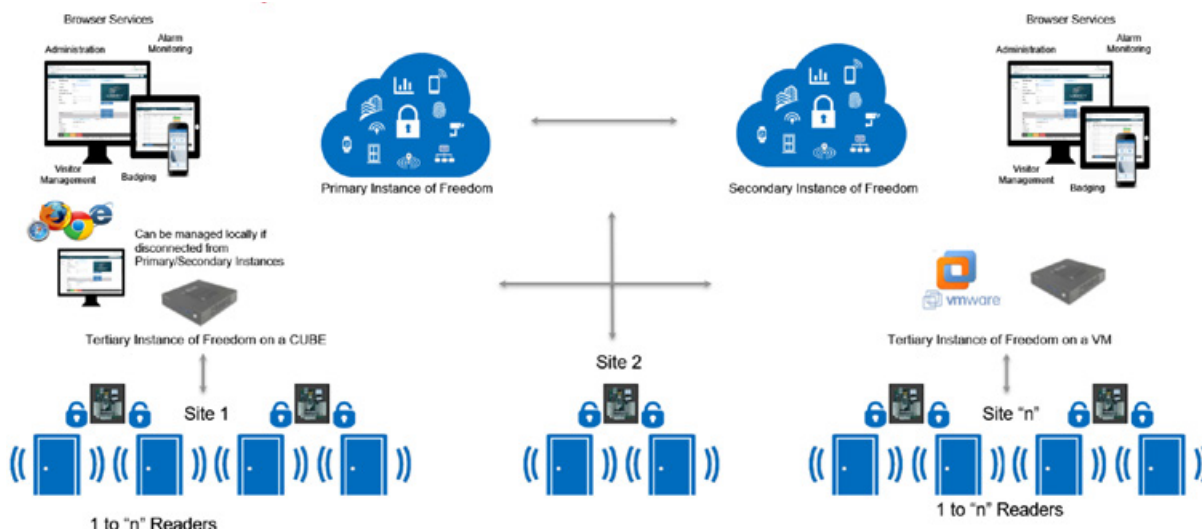 Browser Services
Administration
Alarm
Monitoring
Visitor
Management
Badging
Primary Instance of Freedom
Secondary Instance of Freedom
Browser Services
Administration
Alarm
Monitoring
Visitor
Management
Badging
Can be managed locally if
disconnected from
Primary/Secondary Instances
Tertiary Instance of Freedom on a CUBE
vmware
Tertiary Instance of Freedom on a VM
Site 1
Site 2
Site “n”
1 to “n” Readers
1 to “n” Readers